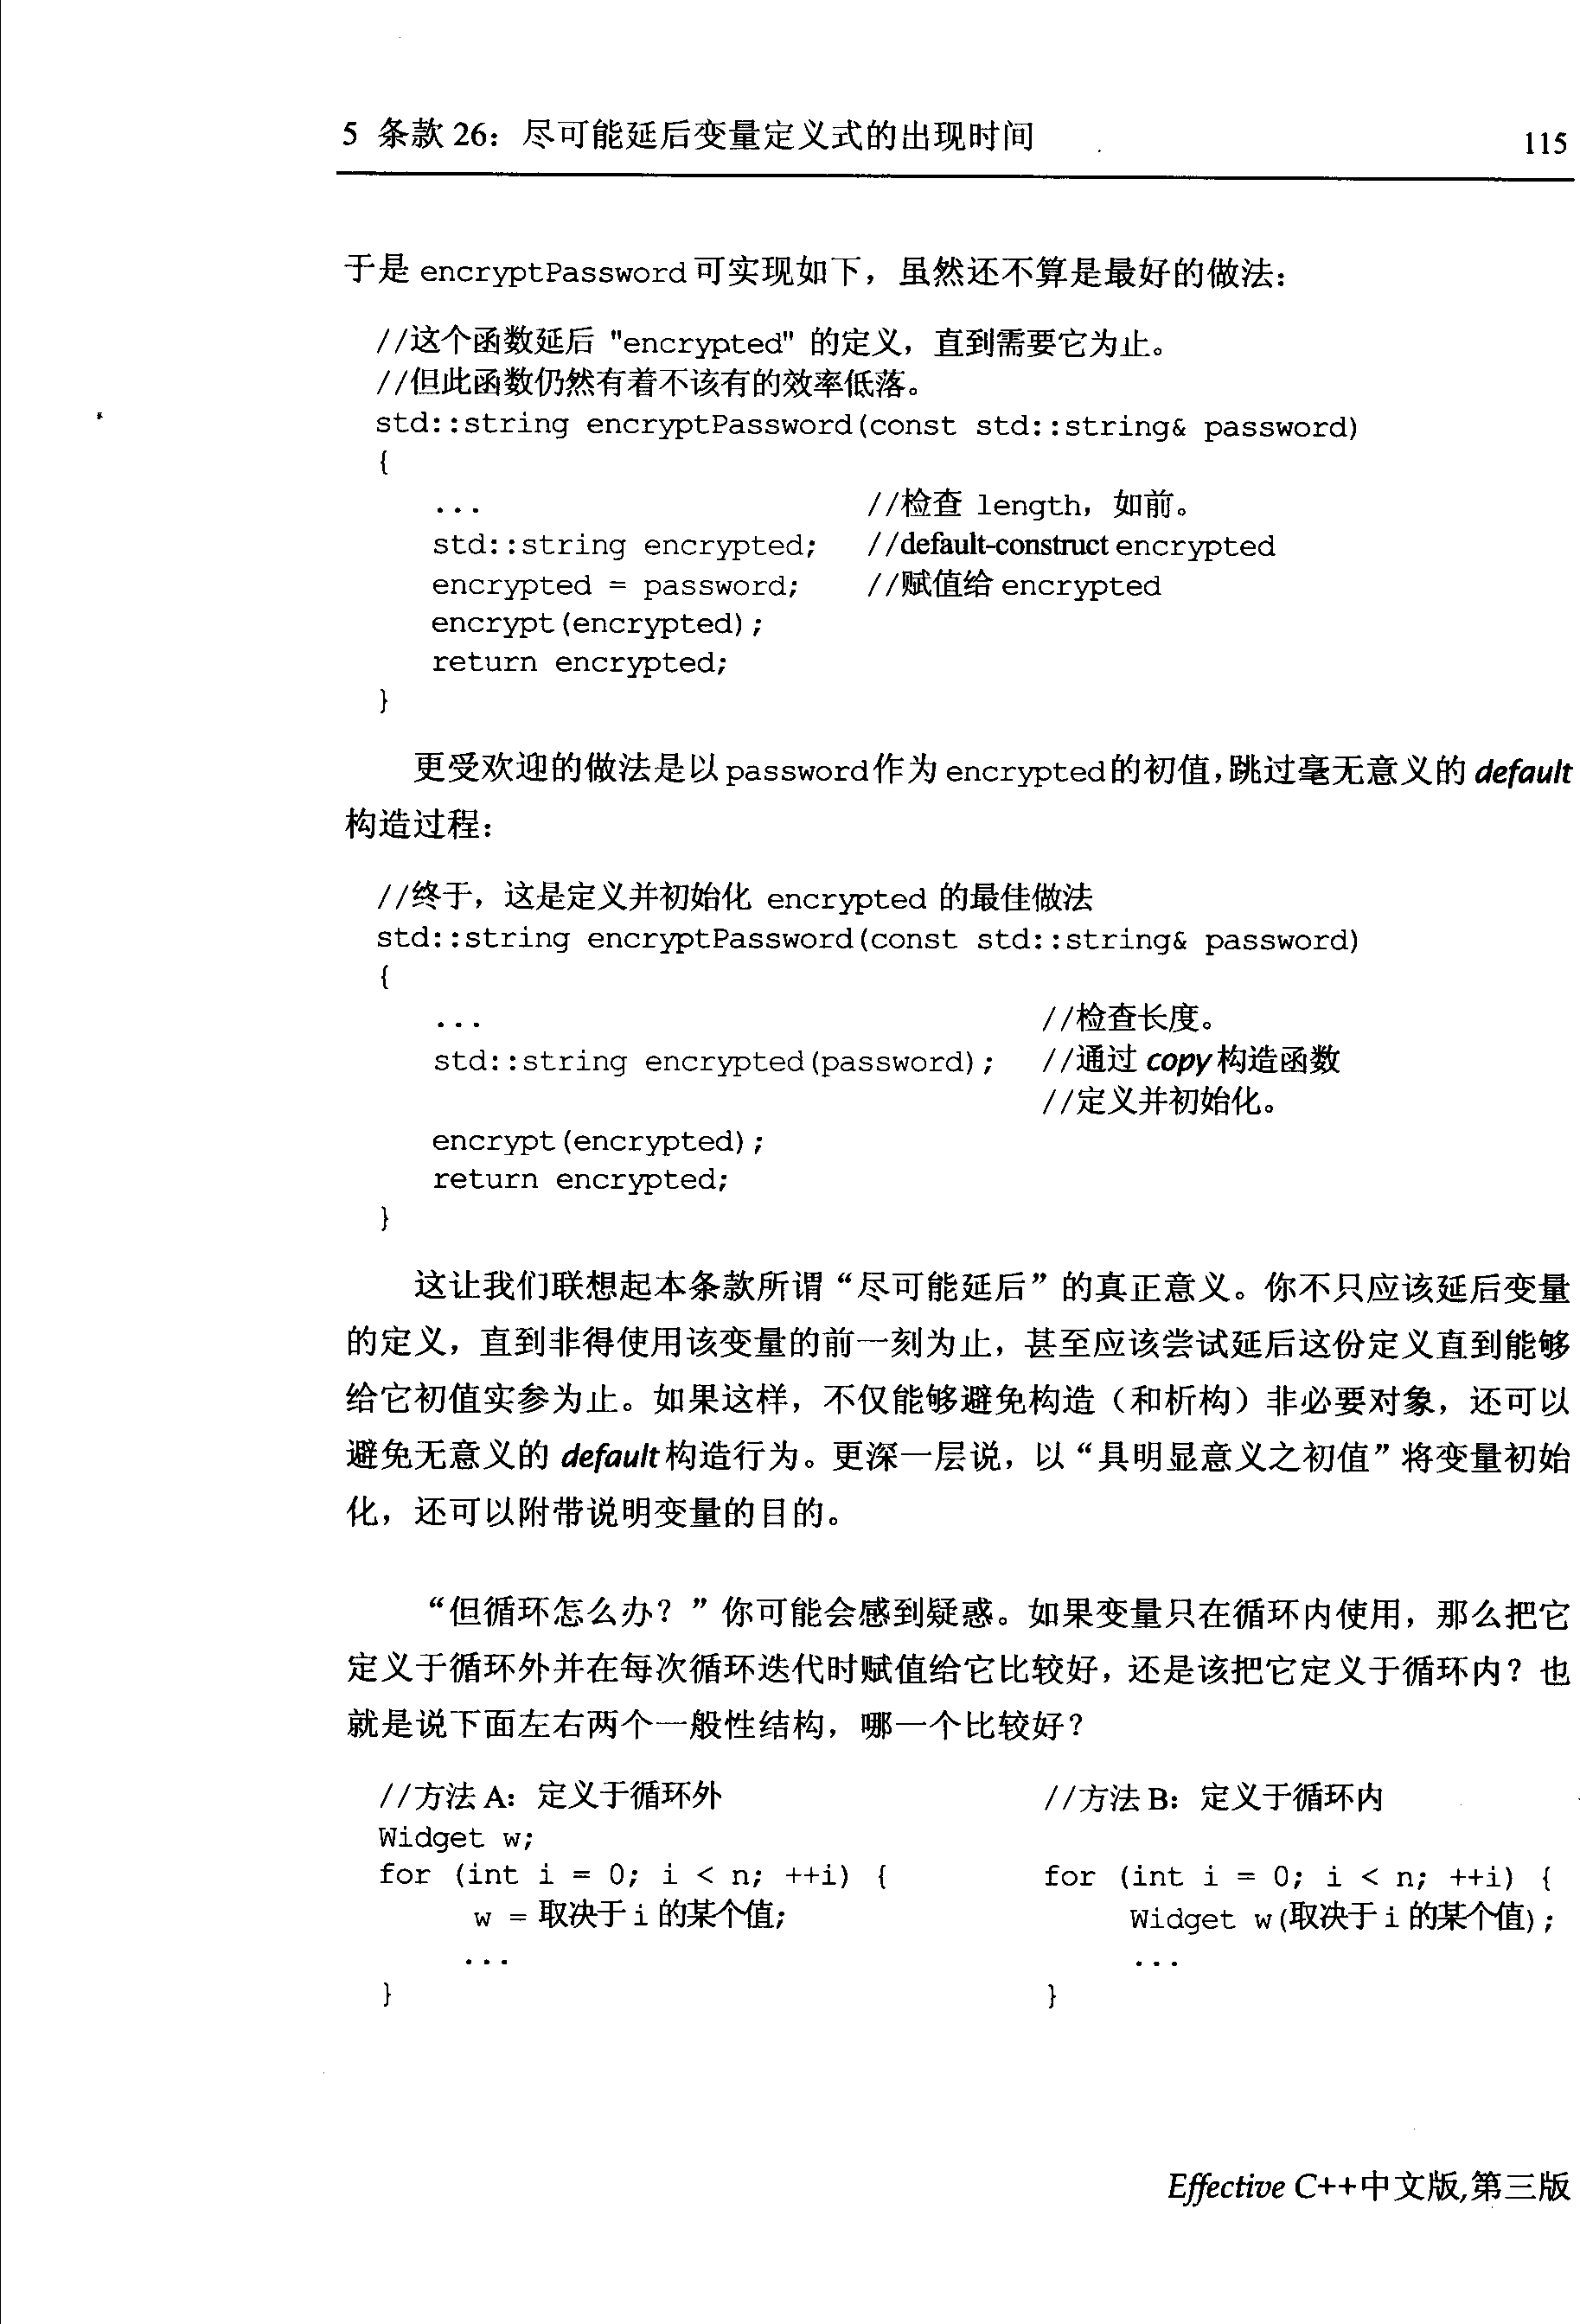 5 条款 26：尽可能延后变量定义式的出现时间 115
于是 encryptPassword 可实现如下，虽然还不算是最好的做法：
//这个函数延后 "encrypted" 的定义，直到需要它为止。
//但此函数仍然有着不该有的效率低落。
std::string encryptPassword(const std::string& password)
{
... //检查 length，如前。
std::string encrypted; //default-construct encrypted
encrypted = password; //赋值给 encrypted
encrypt(encrypted);
return encrypted;
}
更受欢迎的做法是以password作为encrypted的初值，跳过毫无意义的 default
构造过程：
//终于，这是定义并初始化 encrypted 的最佳做法
std::string encryptPassword(const std::string& password)
{
... //检查长度。
std::string encrypted(password); //通过 copy 构造函数
//定义并初始化。
encrypt(encrypted);
return encrypted;
}
这让我们联想起本条款所谓“尽可能延后”的真正意义。你不只应该延后变量
的定义，直到非得使用该变量的前一刻为止，甚至应该尝试延后这份定义直到能够
给它初值实参为止。如果这样，不仅能够避免构造（和析构）非必要对象，还可以
避免无意义的 default 构造行为。更深一层说，以“具明显意义之初值”将变量初始
化，还可以附带说明变量的目的。
“但循环怎么办？”你可能会感到疑惑。如果变量只在循环内使用，那么把它
定义于循环外并在每次循环迭代时赋值给它比较好，还是该把它定义于循环内？也
就是说下面左右两个一般性结构，哪一个比较好？
//方法 A：定义于循环外 //方法 B：定义于循环内
Widget w;
for (int i = 0; i < n; ++i) { for (int i = 0; i < n; ++i) {
w = 取决于 i 的某个值; Widget w(取决于 i 的某个值);
... ...
} }
Effective C++中文版,第三版